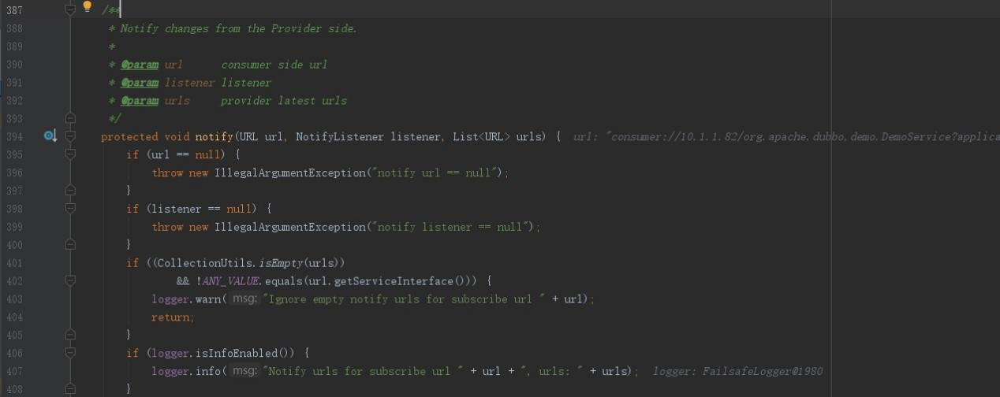 387 /**
388 * Notify changes from the Provider side.
389 *
390 * @param url consumer side url
391 * @param listener listener
392 * @param urls provider latest urls
393 */
394 protected void notify(URL url, NotifyListener listener, List<URL> urls) { url: "consumer://10.1.1.82/org.apache.dubbo.demo.DemoService?applica
395 if (url == null) {
396 throw new IllegalArgumentException("notify url == null");
397 }
398 if (listener == null) {
399 throw new IllegalArgumentException("notify listener == null");
400 }
401 if ((CollectionUtils.isEmpty(urls))
402 && !ANY_VALUE.equals(url.getServiceInterface())) {
403 logger.warn( msg: "Ignore empty notify urls for subscribe url " + url);
404 return;
405 }
406 if (logger.isInfoEnabled()) {
407 logger.info( msg: "Notify urls for subscribe url " + url + ", urls: " + urls); logger: FailsafeLogger@1980
408 }